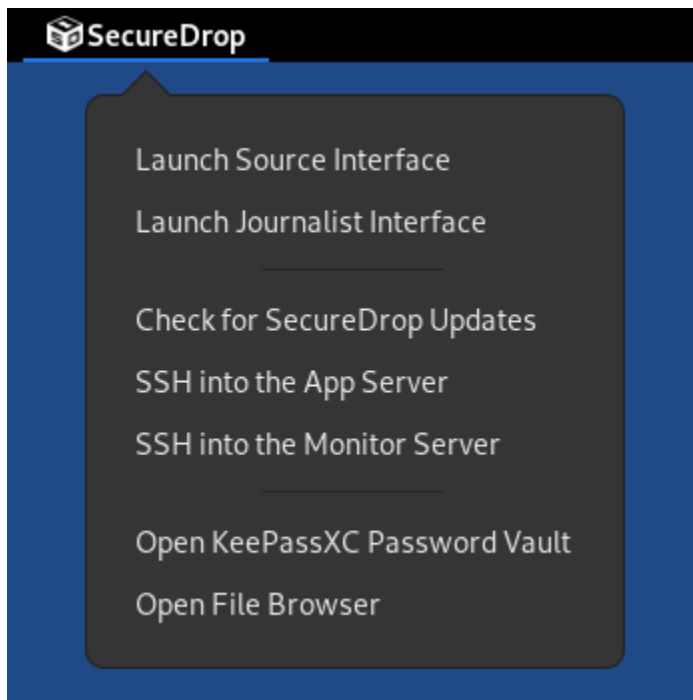 SecureDrop
Launch Source Interface
Launch Journalist Interface
Check for SecureDrop Updates
SSH into the App Server
SSH into the Monitor Server
Open KeePassXC Password Vault
Open File Browser